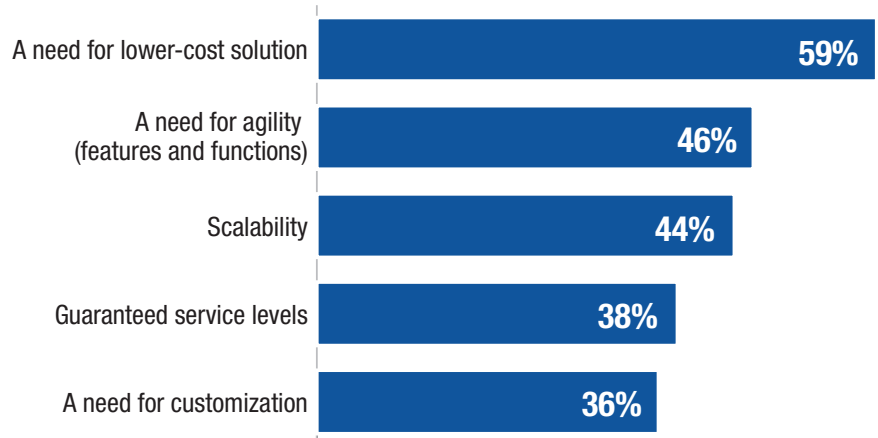 A need for lower-cost solution
59%
A need for agility
(features and functions)
46%
Scalability
44%
Guaranteed service levels
38%
A need for customization
36%